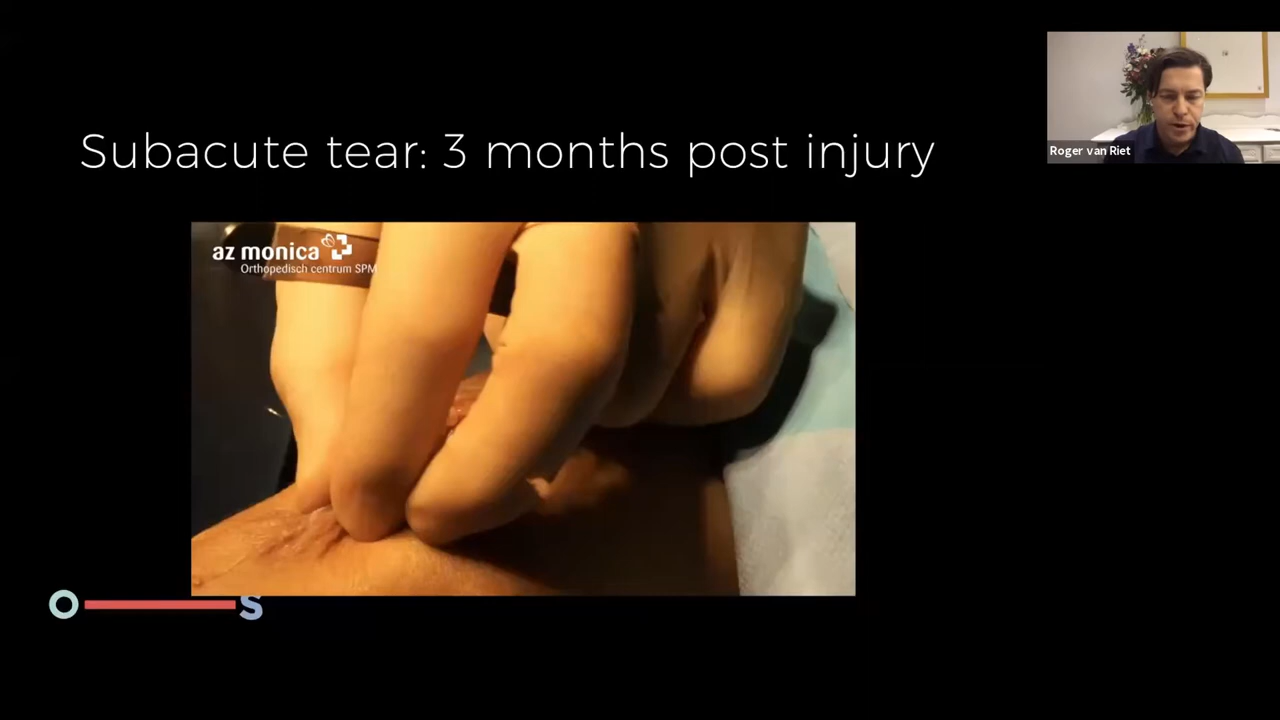 Subacute tear: 3 months post injury
Roger van Riet
az monica
Orthopedisch centrum SPM
O S